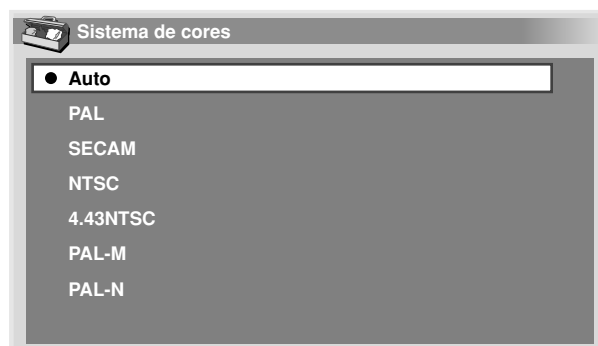 Sistema de cores
Auto
PAL
SECAM
NTSC
4.43NTSC
PAL-M
PAL-N